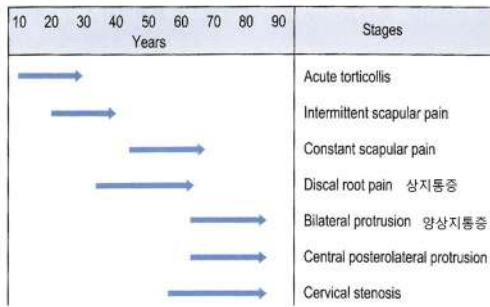 10 20 30 40 50 60 70 80 90
Years
Stages
Acute torticollis
Intermittent scapular pain
Constant scapular pain
Discal root pain 상지통증
Bilateral protrusion 양상지통증
Central posterolateral protrusion
Cervical stenosis